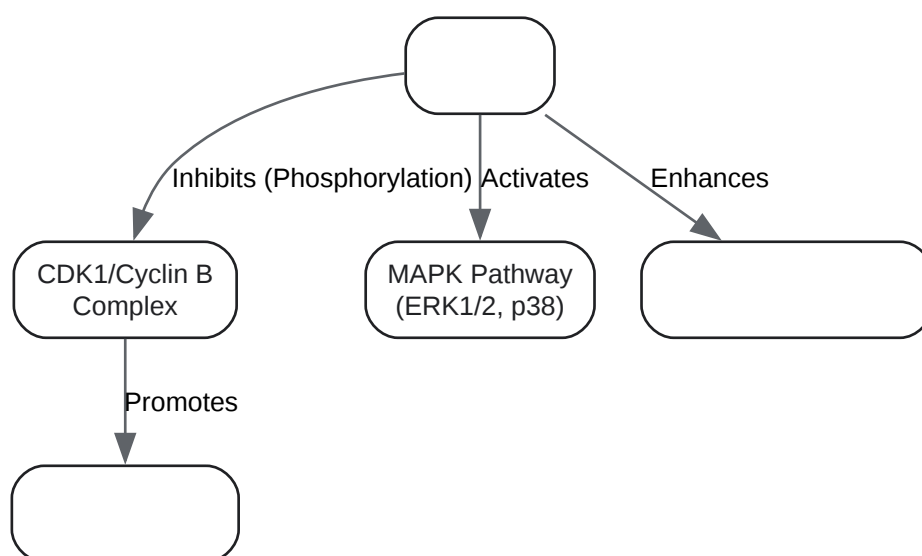 Inhibits (Phosphorylation) Activates Enhances
CDK1/Cyclin B
Complex
MAPK Pathway
(ERK1/2, p38)
Promotes